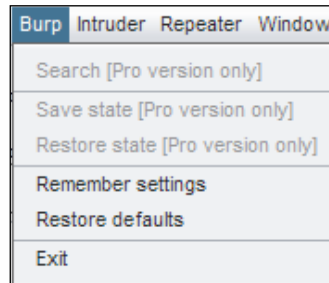 Burp Intruder Repeater Window
Search [Pro version only]
Save state [Pro version only]
Restore state [Pro version only]
Remember settings
Restore defaults
Exit